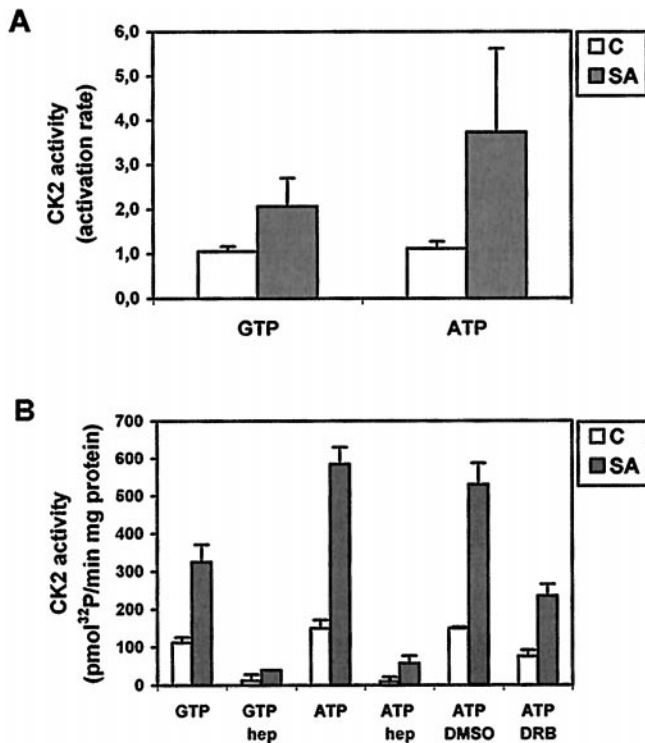 A
CK2 activity
(activation rate)
6,0
5,0
4,0
3,0
2,0
1,0
0,0
GTP
ATP
C
SA
B
CK2 activity
(pmol³²P/min mg protein)
700
600
500
400
300
200
100
0
GTP
GTP
hep
ATP
ATP
hep
ATP
DMSO
ATP
DRB
C
SA